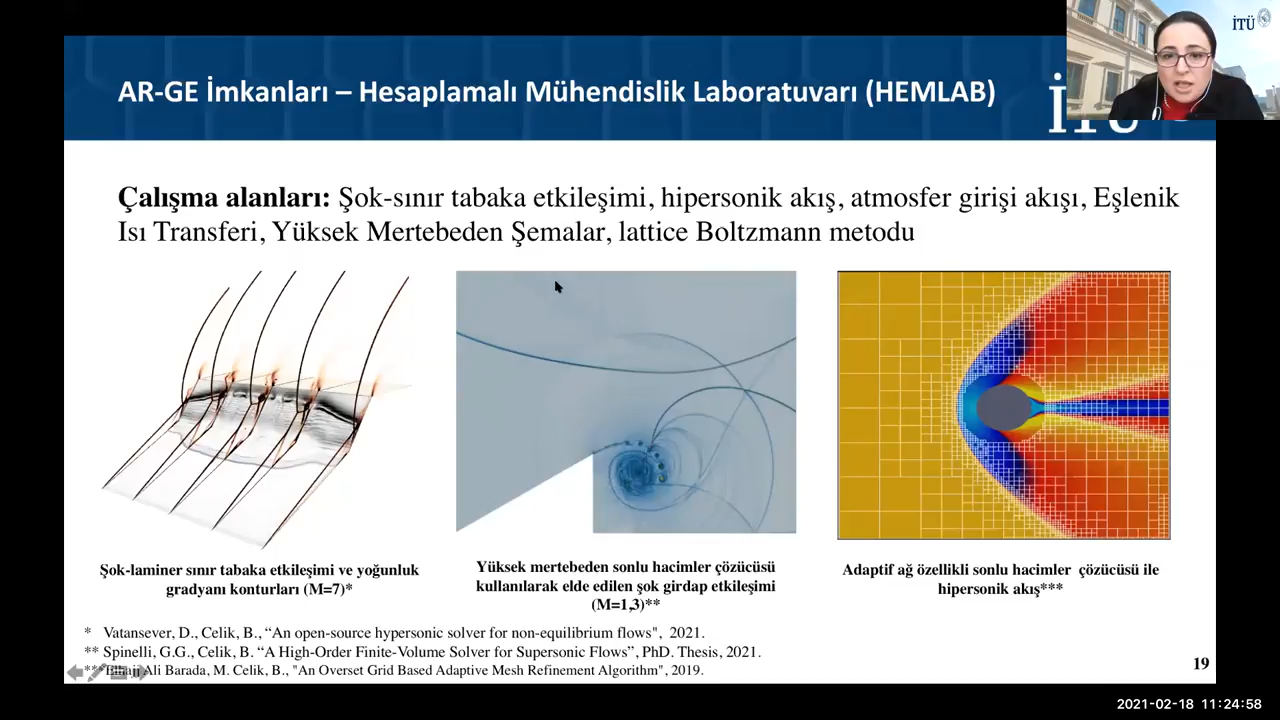 İTÜ
AR-GE İmkanları – Hesaplamalı Mühendislik Laboratuvarı (HEMLAB)
İTÜ
Çalışma alanları: Şok-sınır tabaka etkileşimi, hipersonik akış, atmosfer girişi akışı, Eşlenik
Isı Transferi, Yüksek Mertebeden Şemalar, lattice Boltzmann metodu
Şok-laminer sınır tabaka etkileşimi ve yoğunluk
gradyanı konturları (M=7)*
Yüksek mertebeden sonlu hacimler çözücüsü
kullanılarak elde edilen şok girdap etkileşimi
(M=1,3)**
Adaptif ağ özellikli sonlu hacimler çözücüsü ile
hipersonik akış***
* Vatansever, D., Celik, B., “An open-source hypersonic solver for non-equilibrium flows", 2021.
** Spinelli, G.G., Celik, B. “A High-Order Finite-Volume Solver for Supersonic Flows”, PhD. Thesis, 2021.
*** Ali Barada, M. Celik, B., "An Overset Grid Based Adaptive Mesh Refinement Algorithm", 2019.
19
2021-02-18 11:24:58